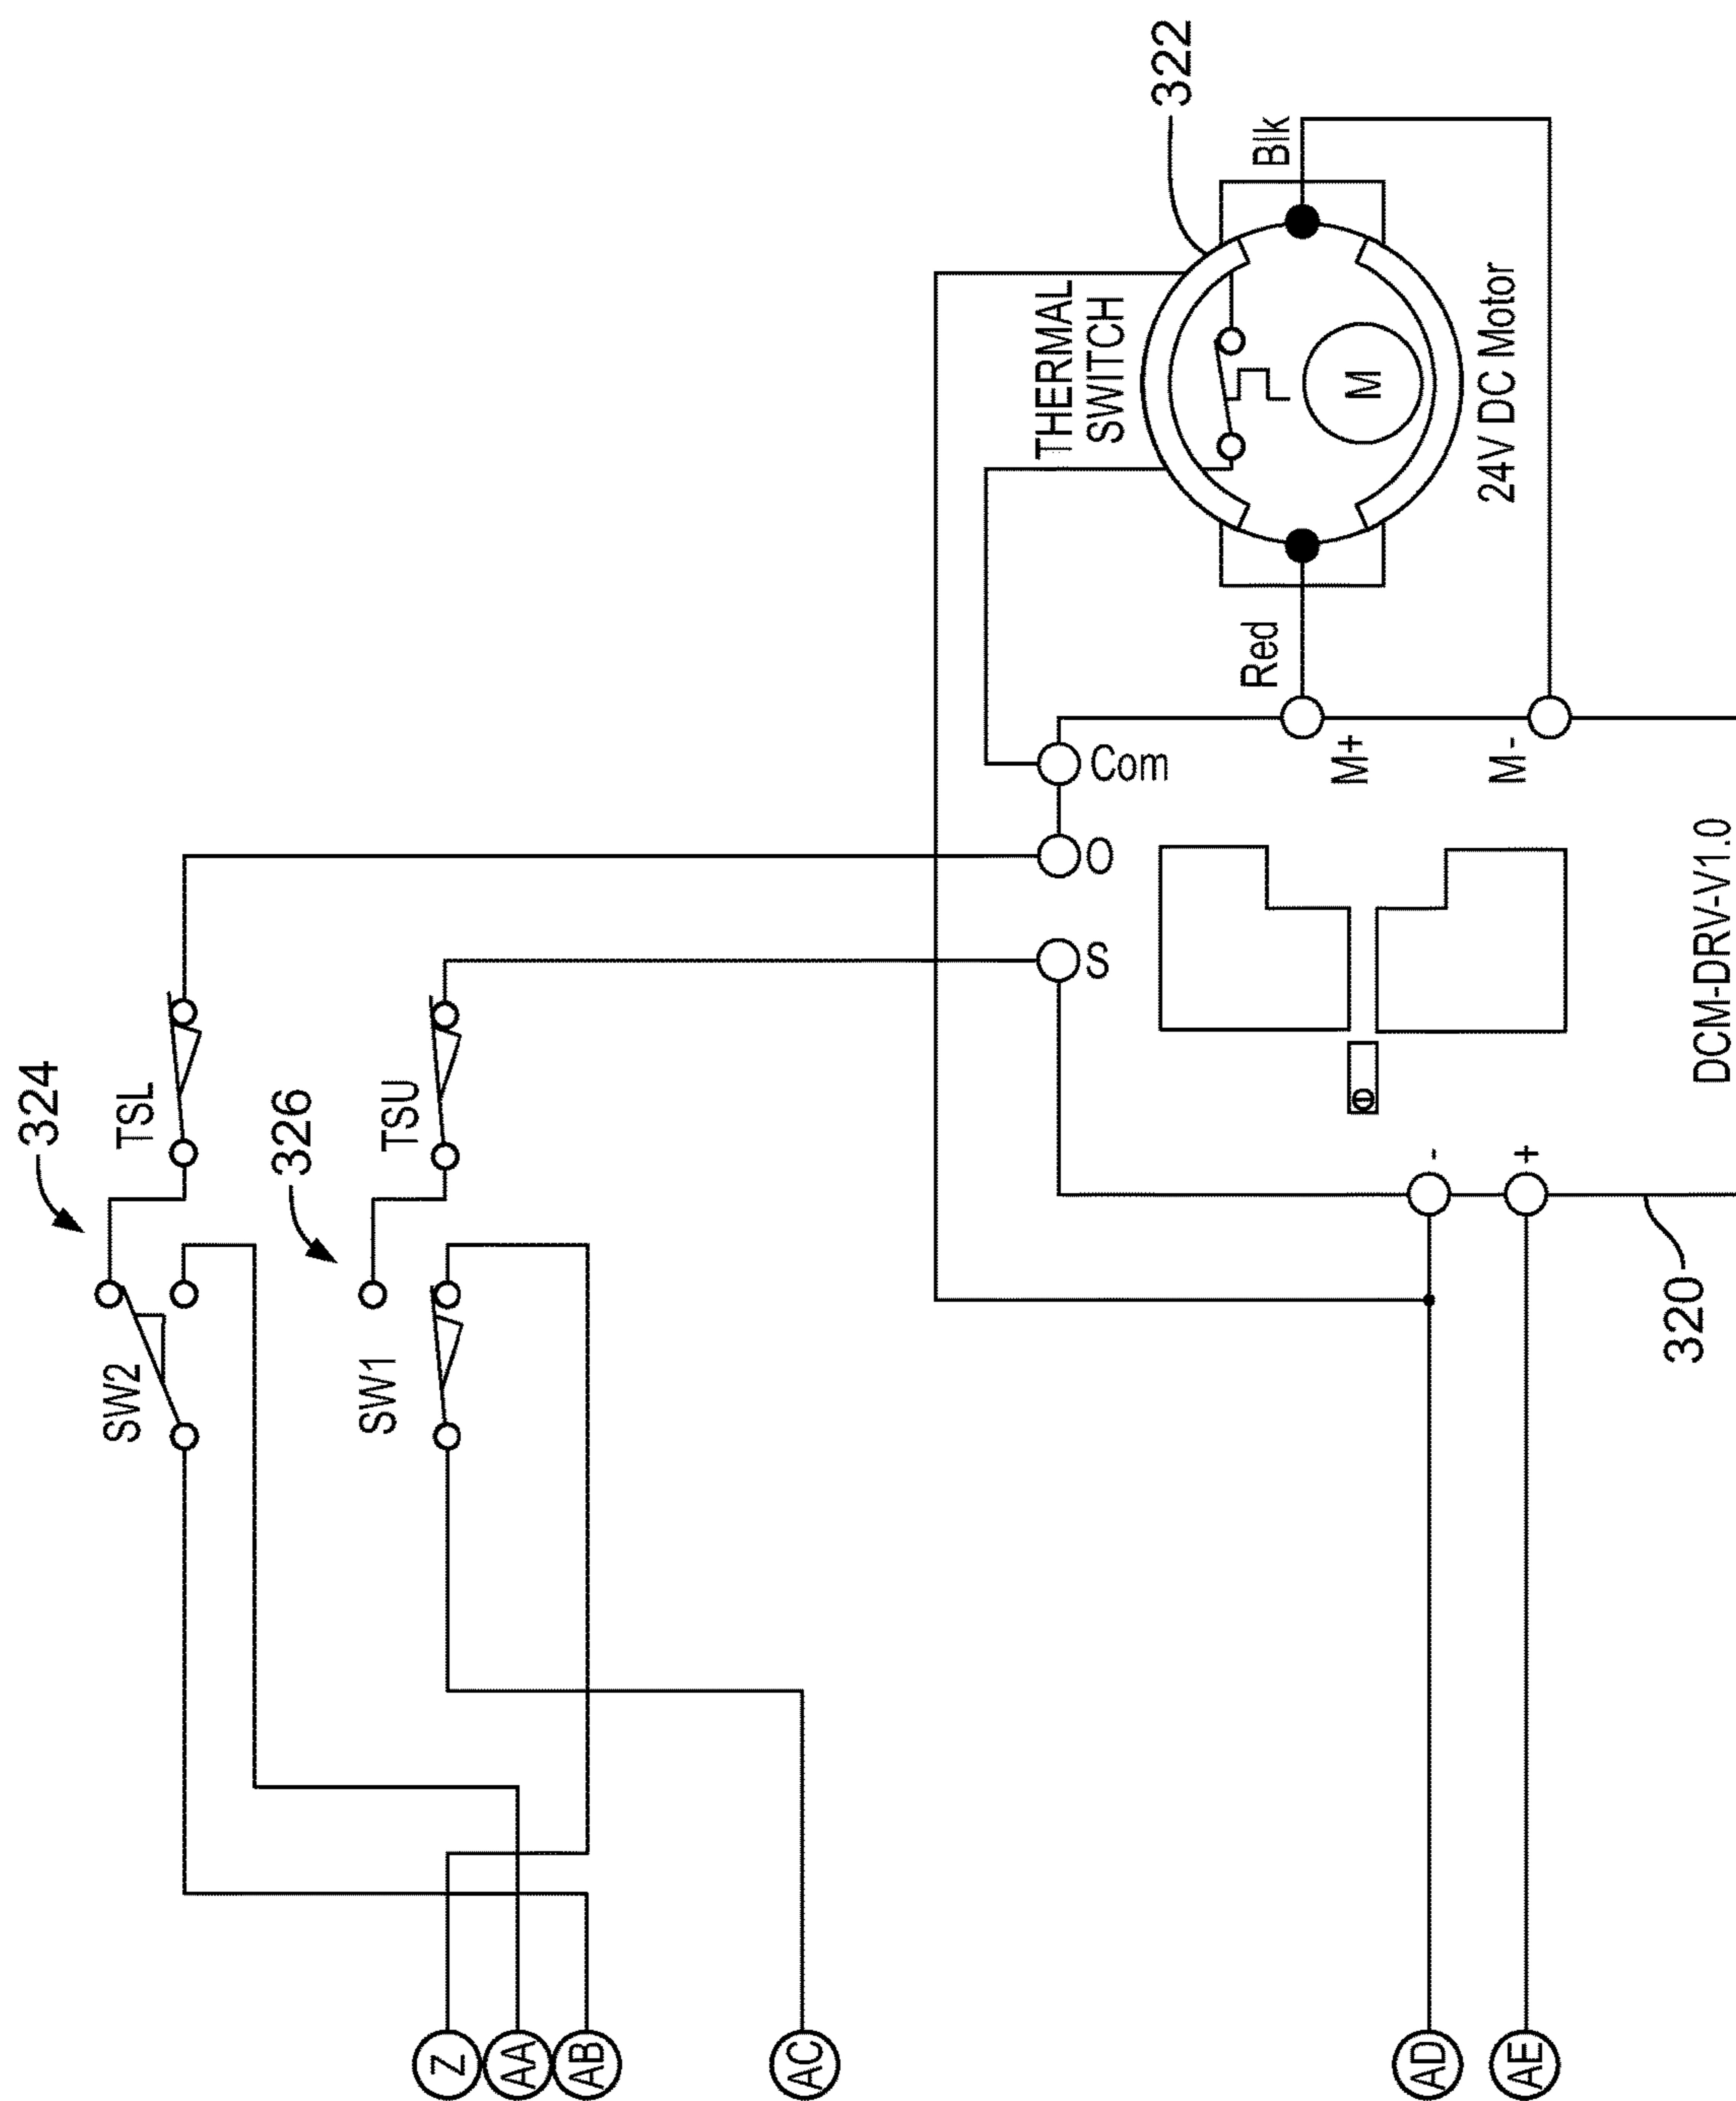 324
TSL
SW2
326
TSU
SW1
322
THERMAL
SWITCH
Blk
M
24V DC Motor
Red
Com
O
S
M+
M-
-
+
DCM-DRV-V1.0
320
Z
AA
AB
AC
AD
AE